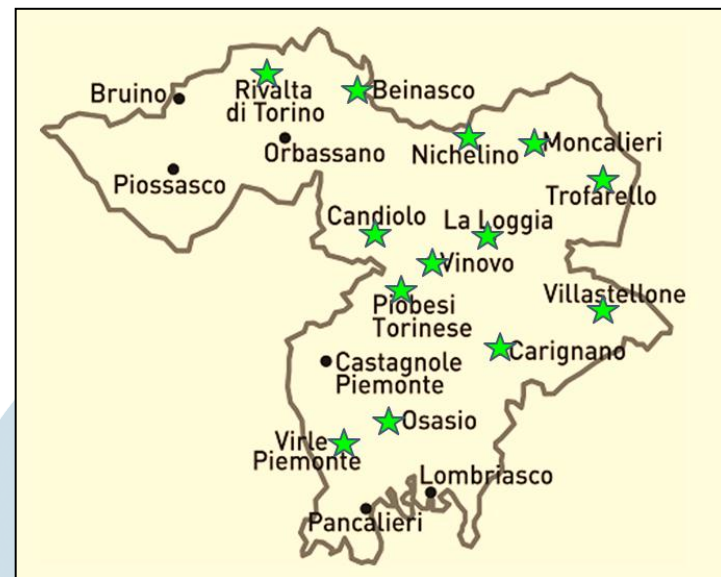 Bruino
Rivalta
di Torino
Beinasco
Orbassano
Nichelino
Moncalieri
Piossasco
Trofarello
Candiolo
La Loggia
Vinovo
Villastellone
Piobesi
Torinese
Carignano
Castagnole
Piemonte
Osasio
Virle
Piemonte
Lombriasco
Pancalieri